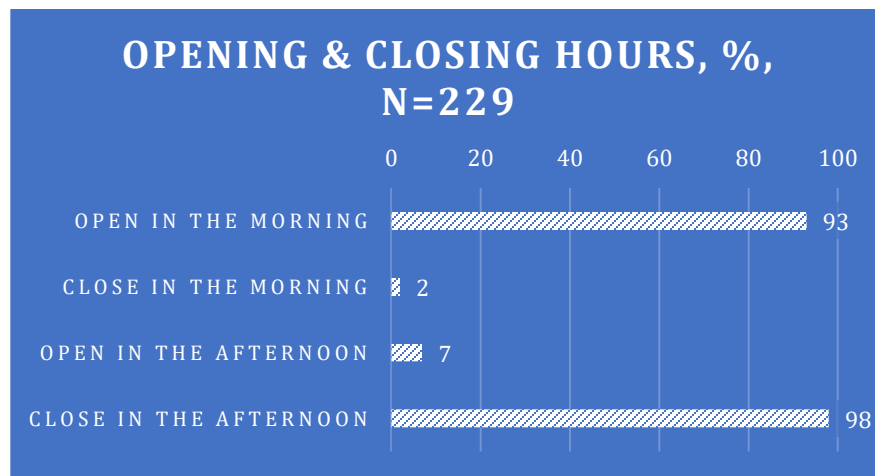 OPENING & CLOSING HOURS, %,
N=229
0 20 40 60 80 100
OPEN IN THE MORNING 93
CLOSE IN THE MORNING 2
OPEN IN THE AFTERNOON 7
CLOSE IN THE AFTERNOON 98